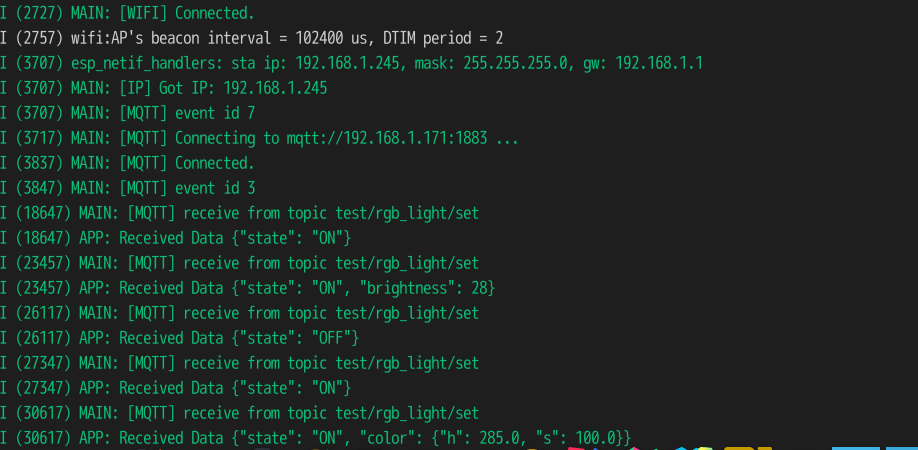 I (2727) MAIN: [WIFI] Connected.
I (2757) wifi:AP's beacon interval = 102400 us, DTIM period = 2
I (3707) esp_netif_handlers: sta ip: 192.168.1.245, mask: 255.255.255.0, gw: 192.168.1.1
I (3707) MAIN: [IP] Got IP: 192.168.1.245
I (3707) MAIN: [MQTT] event id 7
I (3717) MAIN: [MQTT] Connecting to mqtt://192.168.1.171:1883 ...
I (3837) MAIN: [MQTT] Connected.
I (3847) MAIN: [MQTT] event id 3
I (18647) MAIN: [MQTT] receive from topic test/rgb_light/set
I (18647) APP: Received Data {"state": "ON"}
I (23457) MAIN: [MQTT] receive from topic test/rgb_light/set
I (23457) APP: Received Data {"state": "ON", "brightness": 28}
I (26117) MAIN: [MQTT] receive from topic test/rgb_light/set
I (26117) APP: Received Data {"state": "OFF"}
I (27347) MAIN: [MQTT] receive from topic test/rgb_light/set
I (27347) APP: Received Data {"state": "ON"}
I (30617) MAIN: [MQTT] receive from topic test/rgb_light/set
I (30617) APP: Received Data {"state": "ON", "color": {"h": 285.0, "s": 100.0}}